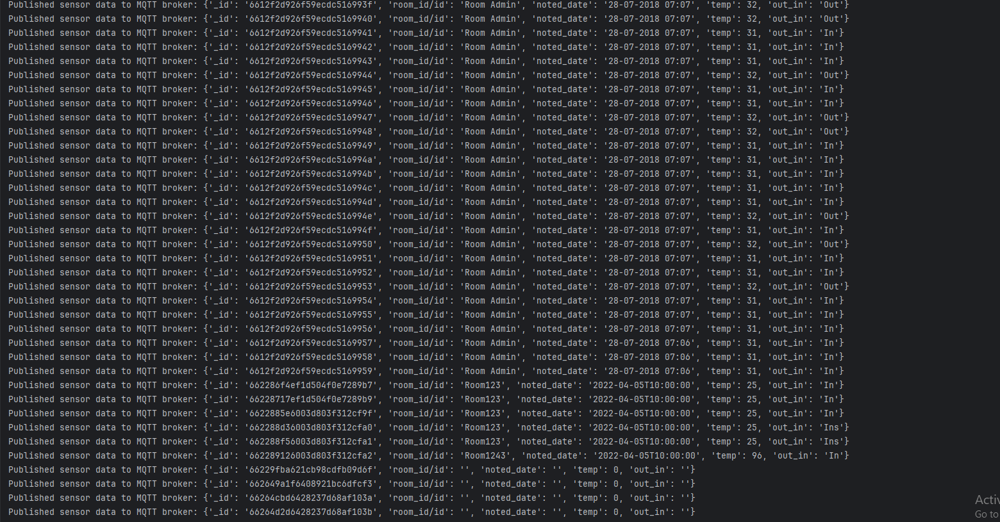 Published sensor data to MQTT broker: {'_id': '6612f2d926f59ecdc516993f', 'room_id/id': 'Room Admin', 'noted_date': '28-07-2018 07:07', 'temp': 32, 'out_in': 'Out'}
Published sensor data to MQTT broker: {'_id': '6612f2d926f59ecdc5169940', 'room_id/id': 'Room Admin', 'noted_date': '28-07-2018 07:07', 'temp': 32, 'out_in': 'Out'}
Published sensor data to MQTT broker: {'_id': '6612f2d926f59ecdc5169941', 'room_id/id': 'Room Admin', 'noted_date': '28-07-2018 07:07', 'temp': 31, 'out_in': 'In'}
Published sensor data to MQTT broker: {'_id': '6612f2d926f59ecdc5169942', 'room_id/id': 'Room Admin', 'noted_date': '28-07-2018 07:07', 'temp': 31, 'out_in': 'In'}
Published sensor data to MQTT broker: {'_id': '6612f2d926f59ecdc5169943', 'room_id/id': 'Room Admin', 'noted_date': '28-07-2018 07:07', 'temp': 31, 'out_in': 'In'}
Published sensor data to MQTT broker: {'_id': '6612f2d926f59ecdc5169944', 'room_id/id': 'Room Admin', 'noted_date': '28-07-2018 07:07', 'temp': 32, 'out_in': 'Out'}
Published sensor data to MQTT broker: {'_id': '6612f2d926f59ecdc5169945', 'room_id/id': 'Room Admin', 'noted_date': '28-07-2018 07:07', 'temp': 31, 'out_in': 'In'}
Published sensor data to MQTT broker: {'_id': '6612f2d926f59ecdc5169946', 'room_id/id': 'Room Admin', 'noted_date': '28-07-2018 07:07', 'temp': 31, 'out_in': 'In'}
Published sensor data to MQTT broker: {'_id': '6612f2d926f59ecdc5169947', 'room_id/id': 'Room Admin', 'noted_date': '28-07-2018 07:07', 'temp': 32, 'out_in': 'Out'}
Published sensor data to MQTT broker: {'_id': '6612f2d926f59ecdc5169948', 'room_id/id': 'Room Admin', 'noted_date': '28-07-2018 07:07', 'temp': 32, 'out_in': 'Out'}
Published sensor data to MQTT broker: {'_id': '6612f2d926f59ecdc5169949', 'room_id/id': 'Room Admin', 'noted_date': '28-07-2018 07:07', 'temp': 31, 'out_in': 'In'}
Published sensor data to MQTT broker: {'_id': '6612f2d926f59ecdc516994a', 'room_id/id': 'Room Admin', 'noted_date': '28-07-2018 07:07', 'temp': 31, 'out_in': 'In'}
Published sensor data to MQTT broker: {'_id': '6612f2d926f59ecdc516994b', 'room_id/id': 'Room Admin', 'noted_date': '28-07-2018 07:07', 'temp': 31, 'out_in': 'In'}
Published sensor data to MQTT broker: {'_id': '6612f2d926f59ecdc516994c', 'room_id/id': 'Room Admin', 'noted_date': '28-07-2018 07:07', 'temp': 31, 'out_in': 'In'}
Published sensor data to MQTT broker: {'_id': '6612f2d926f59ecdc516994d', 'room_id/id': 'Room Admin', 'noted_date': '28-07-2018 07:07', 'temp': 31, 'out_in': 'In'}
Published sensor data to MQTT broker: {'_id': '6612f2d926f59ecdc516994e', 'room_id/id': 'Room Admin', 'noted_date': '28-07-2018 07:07', 'temp': 32, 'out_in': 'Out'}
Published sensor data to MQTT broker: {'_id': '6612f2d926f59ecdc516994f', 'room_id/id': 'Room Admin', 'noted_date': '28-07-2018 07:07', 'temp': 31, 'out_in': 'In'}
Published sensor data to MQTT broker: {'_id': '6612f2d926f59ecdc5169950', 'room_id/id': 'Room Admin', 'noted_date': '28-07-2018 07:07', 'temp': 32, 'out_in': 'Out'}
Published sensor data to MQTT broker: {'_id': '6612f2d926f59ecdc5169951', 'room_id/id': 'Room Admin', 'noted_date': '28-07-2018 07:07', 'temp': 31, 'out_in': 'In'}
Published sensor data to MQTT broker: {'_id': '6612f2d926f59ecdc5169952', 'room_id/id': 'Room Admin', 'noted_date': '28-07-2018 07:07', 'temp': 31, 'out_in': 'In'}
Published sensor data to MQTT broker: {'_id': '6612f2d926f59ecdc5169953', 'room_id/id': 'Room Admin', 'noted_date': '28-07-2018 07:07', 'temp': 32, 'out_in': 'Out'}
Published sensor data to MQTT broker: {'_id': '6612f2d926f59ecdc5169954', 'room_id/id': 'Room Admin', 'noted_date': '28-07-2018 07:07', 'temp': 31, 'out_in': 'In'}
Published sensor data to MQTT broker: {'_id': '6612f2d926f59ecdc5169955', 'room_id/id': 'Room Admin', 'noted_date': '28-07-2018 07:07', 'temp': 31, 'out_in': 'In'}
Published sensor data to MQTT broker: {'_id': '6612f2d926f59ecdc5169956', 'room_id/id': 'Room Admin', 'noted_date': '28-07-2018 07:07', 'temp': 31, 'out_in': 'In'}
Published sensor data to MQTT broker: {'_id': '6612f2d926f59ecdc5169957', 'room_id/id': 'Room Admin', 'noted_date': '28-07-2018 07:06', 'temp': 31, 'out_in': 'In'}
Published sensor data to MQTT broker: {'_id': '6612f2d926f59ecdc5169958', 'room_id/id': 'Room Admin', 'noted_date': '28-07-2018 07:06', 'temp': 31, 'out_in': 'In'}
Published sensor data to MQTT broker: {'_id': '6612f2d926f59ecdc5169959', 'room_id/id': 'Room Admin', 'noted_date': '28-07-2018 07:06', 'temp': 31, 'out_in': 'In'}
Published sensor data to MQTT broker: {'_id': '662286f4ef1d504f0e7289b7', 'room_id/id': 'Room123', 'noted_date': '2022-04-05T10:00:00', 'temp': 25, 'out_in': 'In'}
Published sensor data to MQTT broker: {'_id': '66228717ef1d504f0e7289b9', 'room_id/id': 'Room123', 'noted_date': '2022-04-05T10:00:00', 'temp': 25, 'out_in': 'In'}
Published sensor data to MQTT broker: {'_id': '6622885e6003d803f312cf9f', 'room_id/id': 'Room123', 'noted_date': '2022-04-05T10:00:00', 'temp': 25, 'out_in': 'In'}
Published sensor data to MQTT broker: {'_id': '662288d36003d803f312cfa0', 'room_id/id': 'Room123', 'noted_date': '2022-04-05T10:00:00', 'temp': 25, 'out_in': 'Ins'}
Published sensor data to MQTT broker: {'_id': '662288f56003d803f312cfa1', 'room_id/id': 'Room123', 'noted_date': '2022-04-05T10:00:00', 'temp': 25, 'out_in': 'Ins'}
Published sensor data to MQTT broker: {'_id': '662289126003d803f312cfa2', 'room_id/id': 'Room1243', 'noted_date': '2022-04-05T10:00:00', 'temp': 96, 'out_in': 'In'}
Published sensor data to MQTT broker: {'_id': '66229fba621cb98cdfb09d6f', 'room_id/id': '', 'noted_date': '', 'temp': 0, 'out_in': ''}
Published sensor data to MQTT broker: {'_id': '662649a1f6408921bc6dfcf3', 'room_id/id': '', 'noted_date': '', 'temp': 0, 'out_in': ''}
Published sensor data to MQTT broker: {'_id': '66264cbd6428237d68af103a', 'room_id/id': '', 'noted_date': '', 'temp': 0, 'out_in': ''}
Published sensor data to MQTT broker: {'_id': '66264d2d6428237d68af103b', 'room_id/id': '', 'noted_date': '', 'temp': 0, 'out_in': ''}
Activ
Go to